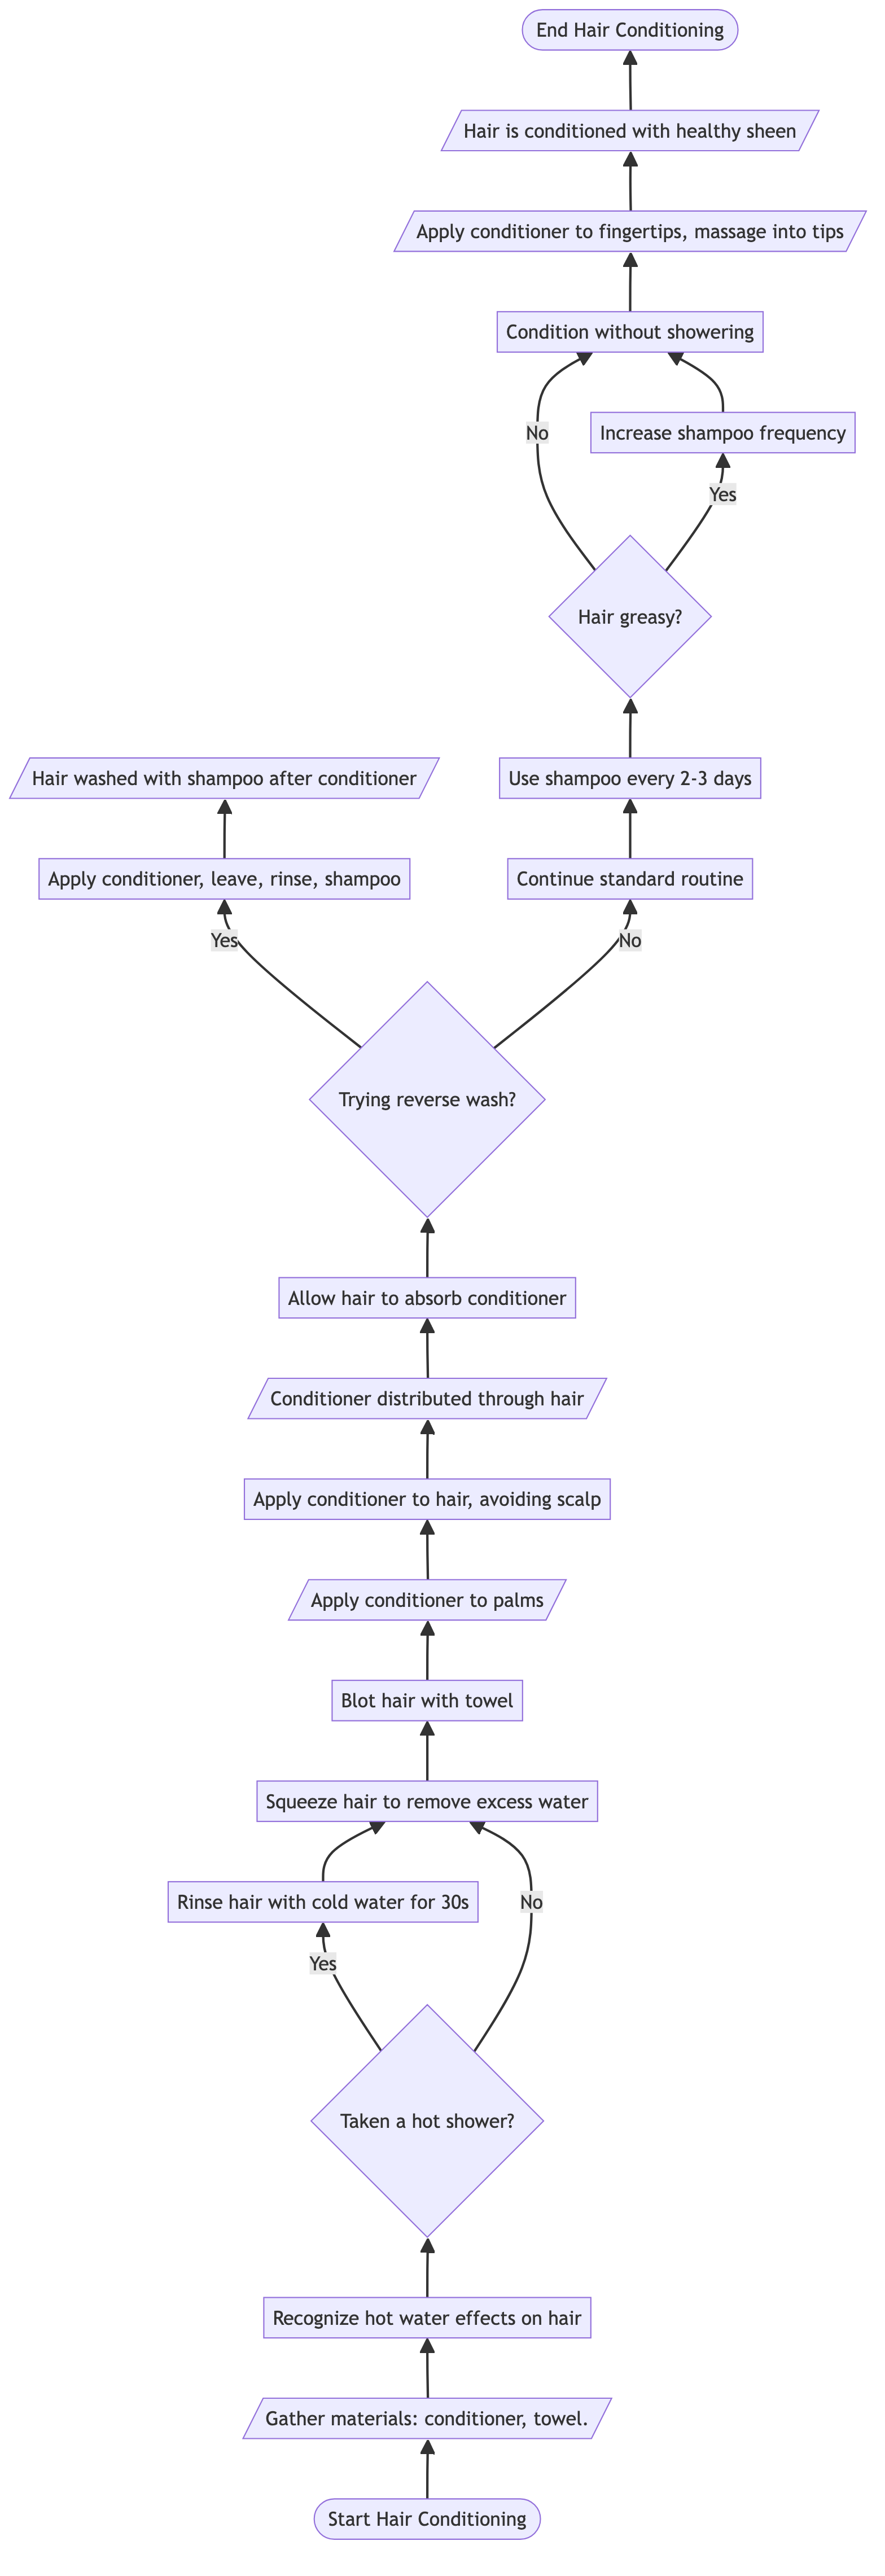 End Hair Conditioning
Hair is conditioned with healthy sheen
Apply conditioner to fingertips, massage into tips
Condition without showering
No
Increase shampoo frequency
Yes
Hair greasy?
Hair washed with shampoo after conditioner
Use shampoo every 2-3 days
Apply conditioner, leave, rinse, shampoo
Continue standard routine
Yes
No
Trying reverse wash?
Allow hair to absorb conditioner
Conditioner distributed through hair
Apply conditioner to hair, avoiding scalp
Apply conditioner to palms
Blot hair with towel
Squeeze hair to remove excess water
Rinse hair with cold water for 30s
No
Yes
Taken a hot shower?
Recognize hot water effects on hair
Gather materials: conditioner, towel.
Start Hair Conditioning